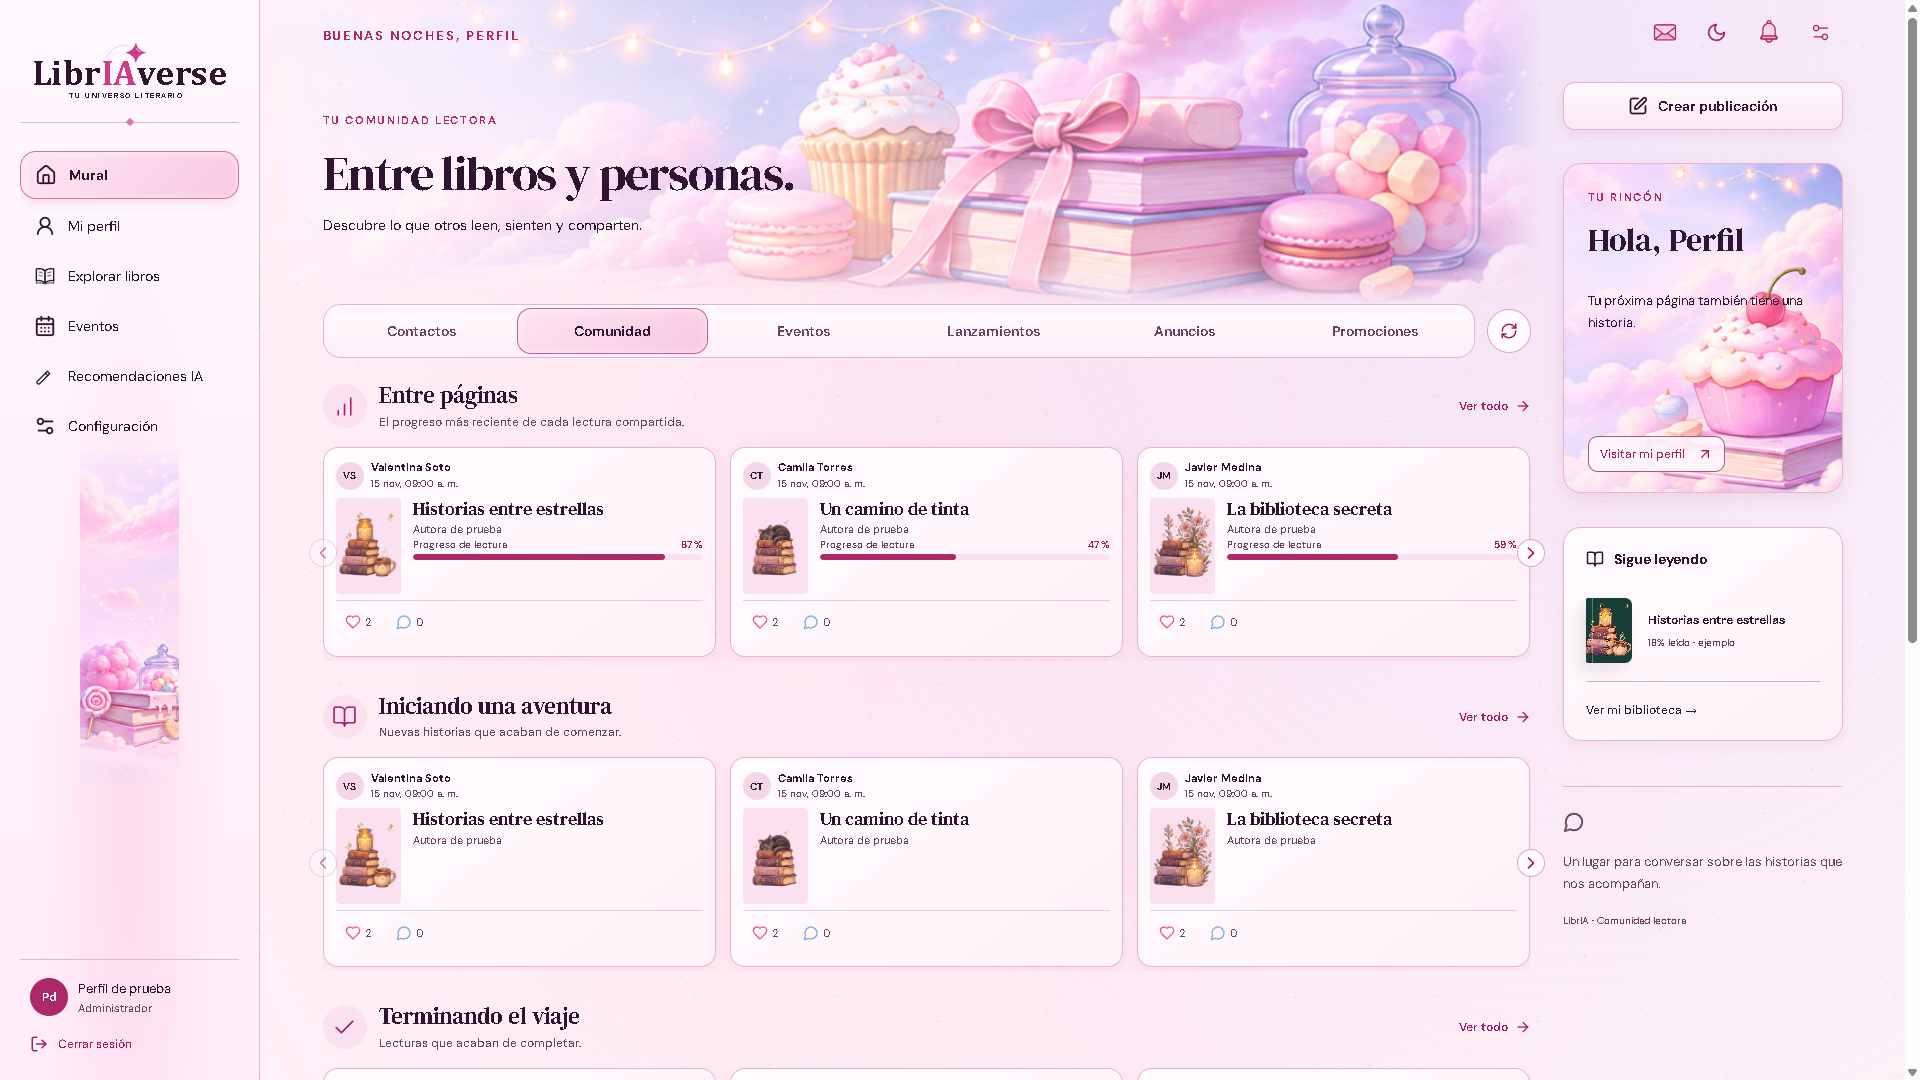 LibrIAverse
TU UNIVERSO LITERARIO
Mural
Mi perfil
Explorar libros
Eventos
Recomendaciones IA
Configuración
Pd
Perfil de prueba
Administrador
Cerrar sesión
BUENAS NOCHES, PERFIL
TU COMUNIDAD LECTORA
Entre libros y personas.
Descubre lo que otros leen, sienten y comparten.
Contactos
Comunidad
Eventos
Lanzamientos
Anuncios
Promociones
Entre páginas
El progreso más reciente de cada lectura compartida.
Ver todo
VS
Valentina Soto
15 nov, 09:00 a. m.
Historias entre estrellas
Autora de prueba
Progreso de lectura
87%
2
0
CT
Camila Torres
15 nov, 09:00 a. m.
Un camino de tinta
Autora de prueba
Progreso de lectura
47%
2
0
JM
Javier Medina
15 nov, 09:00 a. m.
La biblioteca secreta
Autora de prueba
Progreso de lectura
59%
2
0
Iniciando una aventura
Nuevas historias que acaban de comenzar.
Ver todo
VS
Valentina Soto
15 nov, 09:00 a. m.
Historias entre estrellas
Autora de prueba
2
0
CT
Camila Torres
15 nov, 09:00 a. m.
Un camino de tinta
Autora de prueba
2
0
JM
Javier Medina
15 nov, 09:00 a. m.
La biblioteca secreta
Autora de prueba
2
0
Terminando el viaje
Lecturas que acaban de completar.
Ver todo
Crear publicación
TU RINCÓN
Hola, Perfil
Tu próxima página también tiene una
historia.
Visitar mi perfil
Sigue leyendo
Historias entre estrellas
18% leído · ejemplo
Ver mi biblioteca →
Un lugar para conversar sobre las historias que
nos acompañan.
LibrIA · Comunidad lectora